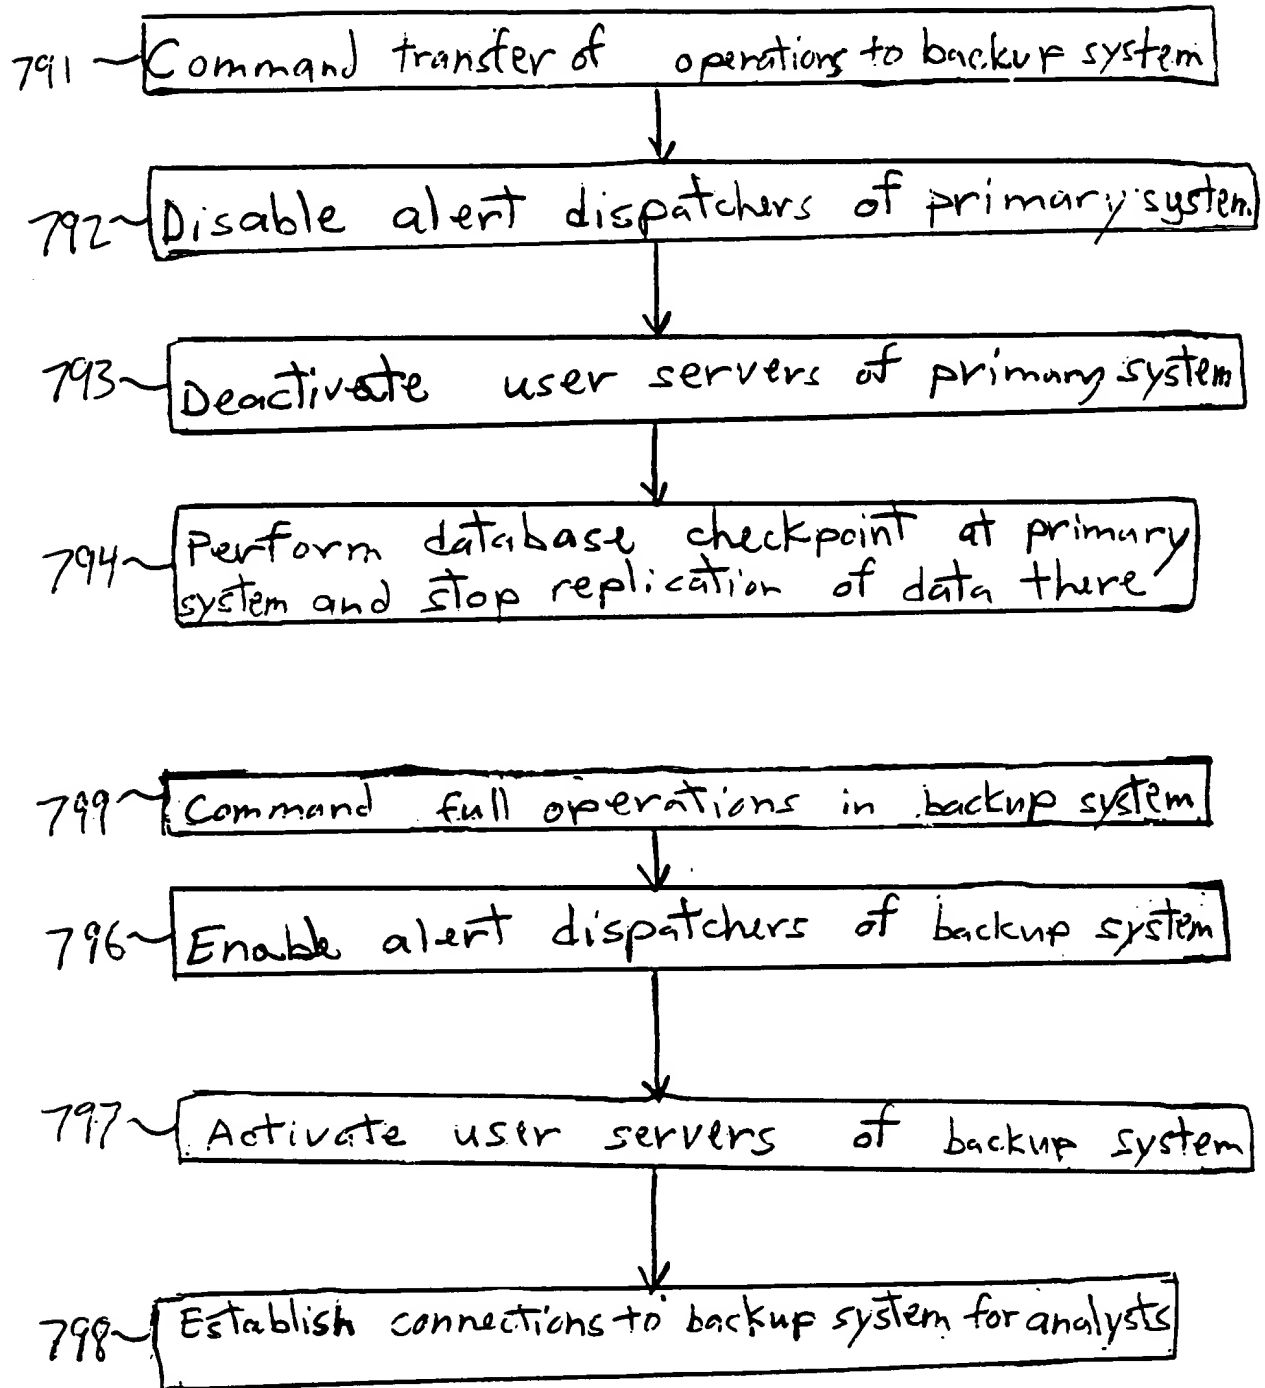 791 Command transfer of operations to backup system
792 Disable alert dispatchers of primary system
793 Deactivate user servers of primary system
794 Perform database checkpoint at primary
system and stop replication of data there
799 Command full operations in backup system
796 Enable alert dispatchers of backup system
797 Activate user servers of backup system
798 Establish connections to backup system for analysts